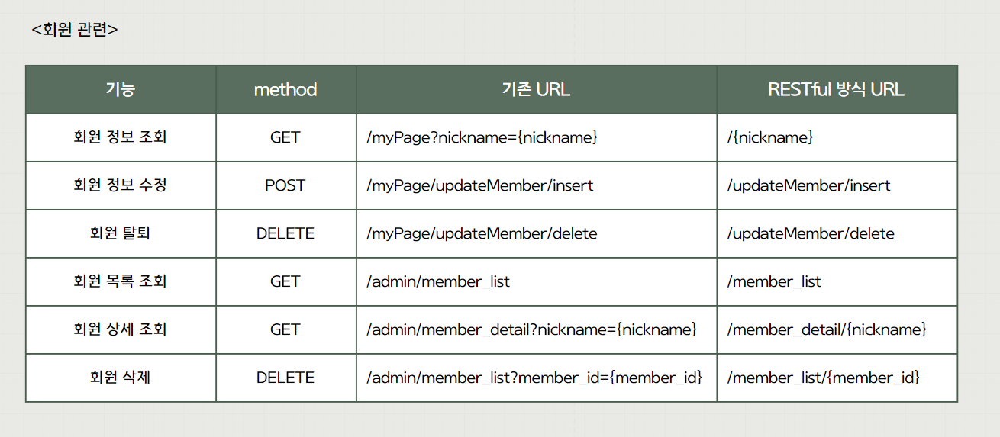 <회원 관련>
기능 method 기존 URL RESTful 방식 URL
회원 정보 조회 GET /myPage?nickname={nickname} /{nickname}
회원 정보 수정 POST /myPage/updateMember/insert /updateMember/insert
회원 탈퇴 DELETE /myPage/updateMember/delete /updateMember/delete
회원 목록 조회 GET /admin/member_list /member_list
회원 상세 조회 GET /admin/member_detail?nickname={nickname} /member_detail/{nickname}
회원 삭제 DELETE /admin/member_list?member_id={member_id} /member_list/{member_id}